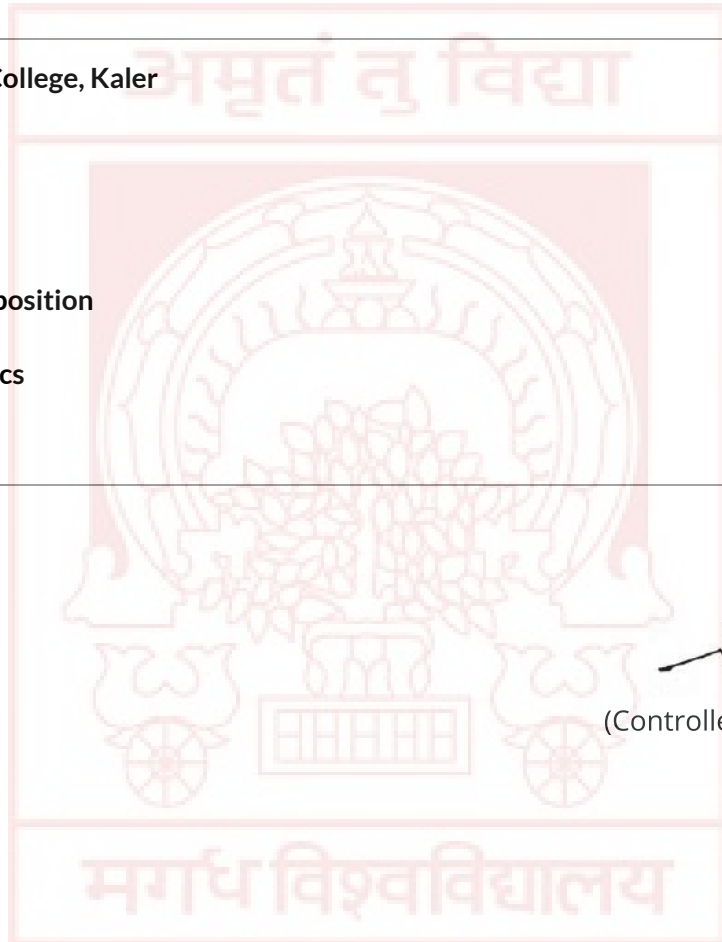 अमृतं तु विद्या
College, Kaler
position
cs
(Controlle
मगध विश्वविद्यालय